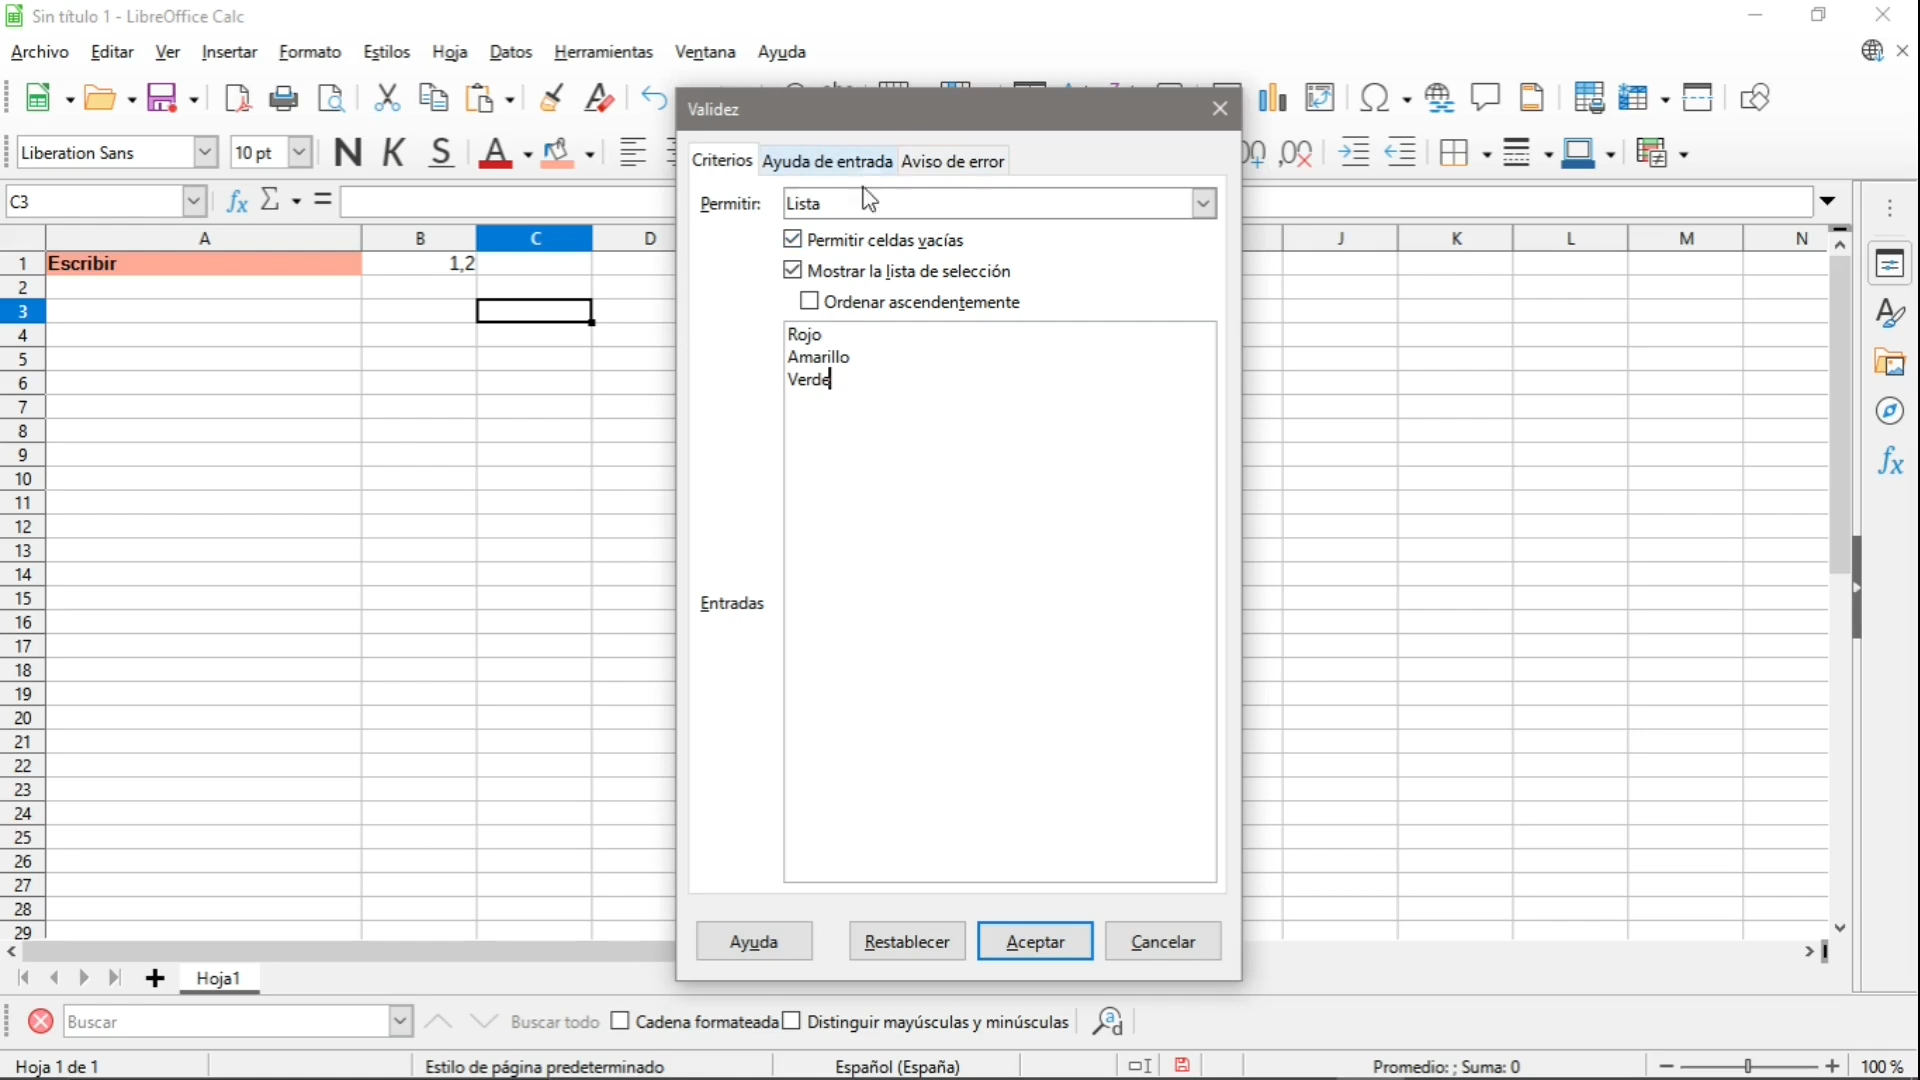 Sin título 1 - LibreOffice Calc
Archivo Editar Ver Insertar Formato Estilos Hoja Datos Herramientas Ventana Ayuda
Validez
Liberation Sans 10 pt N K S A
Criterios Ayuda de entrada Aviso de error
C3 fx Σ =
Permitir: Lista
Permitir celdas vacías
Mostrar la lista de selección
Ordenar ascendentemente
Rojo
Amarillo
Verde
Entradas
Ayuda Restablecer Aceptar Cancelar
A B C D J K L M N
1 Escribir 1,2
2
3
4
5
6
7
8
9
10
11
12
13
14
15
16
17
18
19
20
21
22
23
24
25
26
27
28
29
Hoja1
Buscar Buscar todo Cadena formateada Distinguir mayúsculas y minúsculas
Hoja 1 de 1 Estilo de página predeterminado Español (España) Promedio: ; Suma: 0 100 %